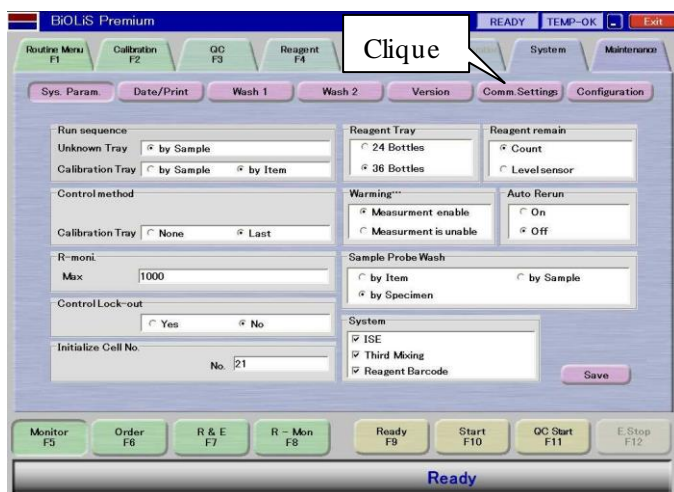 BiOLiS Premium READY TEMP-OK Exit
Routine Menu F1 Calibration F2 QC F3 Reagent F4 System Maintenance
Clique
Sys. Param. Date/Print Wash 1 Wash 2 Version Comm.Settings Configuration
Run sequence
Unknown Tray by Sample
Calibration Tray by Sample by Item
Reagent Tray
24 Bottles
36 Bottles
Reagent remain
Count
Level sensor
Control method
Calibration Tray None Last
Warming…
Measurment enable
Measurment is unable
Auto Rerun
On
Off
R-moni.
Max 1000
Sample Probe Wash
by Item by Sample
by Specimen
Control Lock-out
Yes No
System
ISE
Third Mixing
Reagent Barcode
Initialize Cell No.
No. 21
Save
Monitor F5 Order F6 R & E F7 R - Mon F8 Ready F9 Start F10 QC Start F11 E.Stop F12
Ready